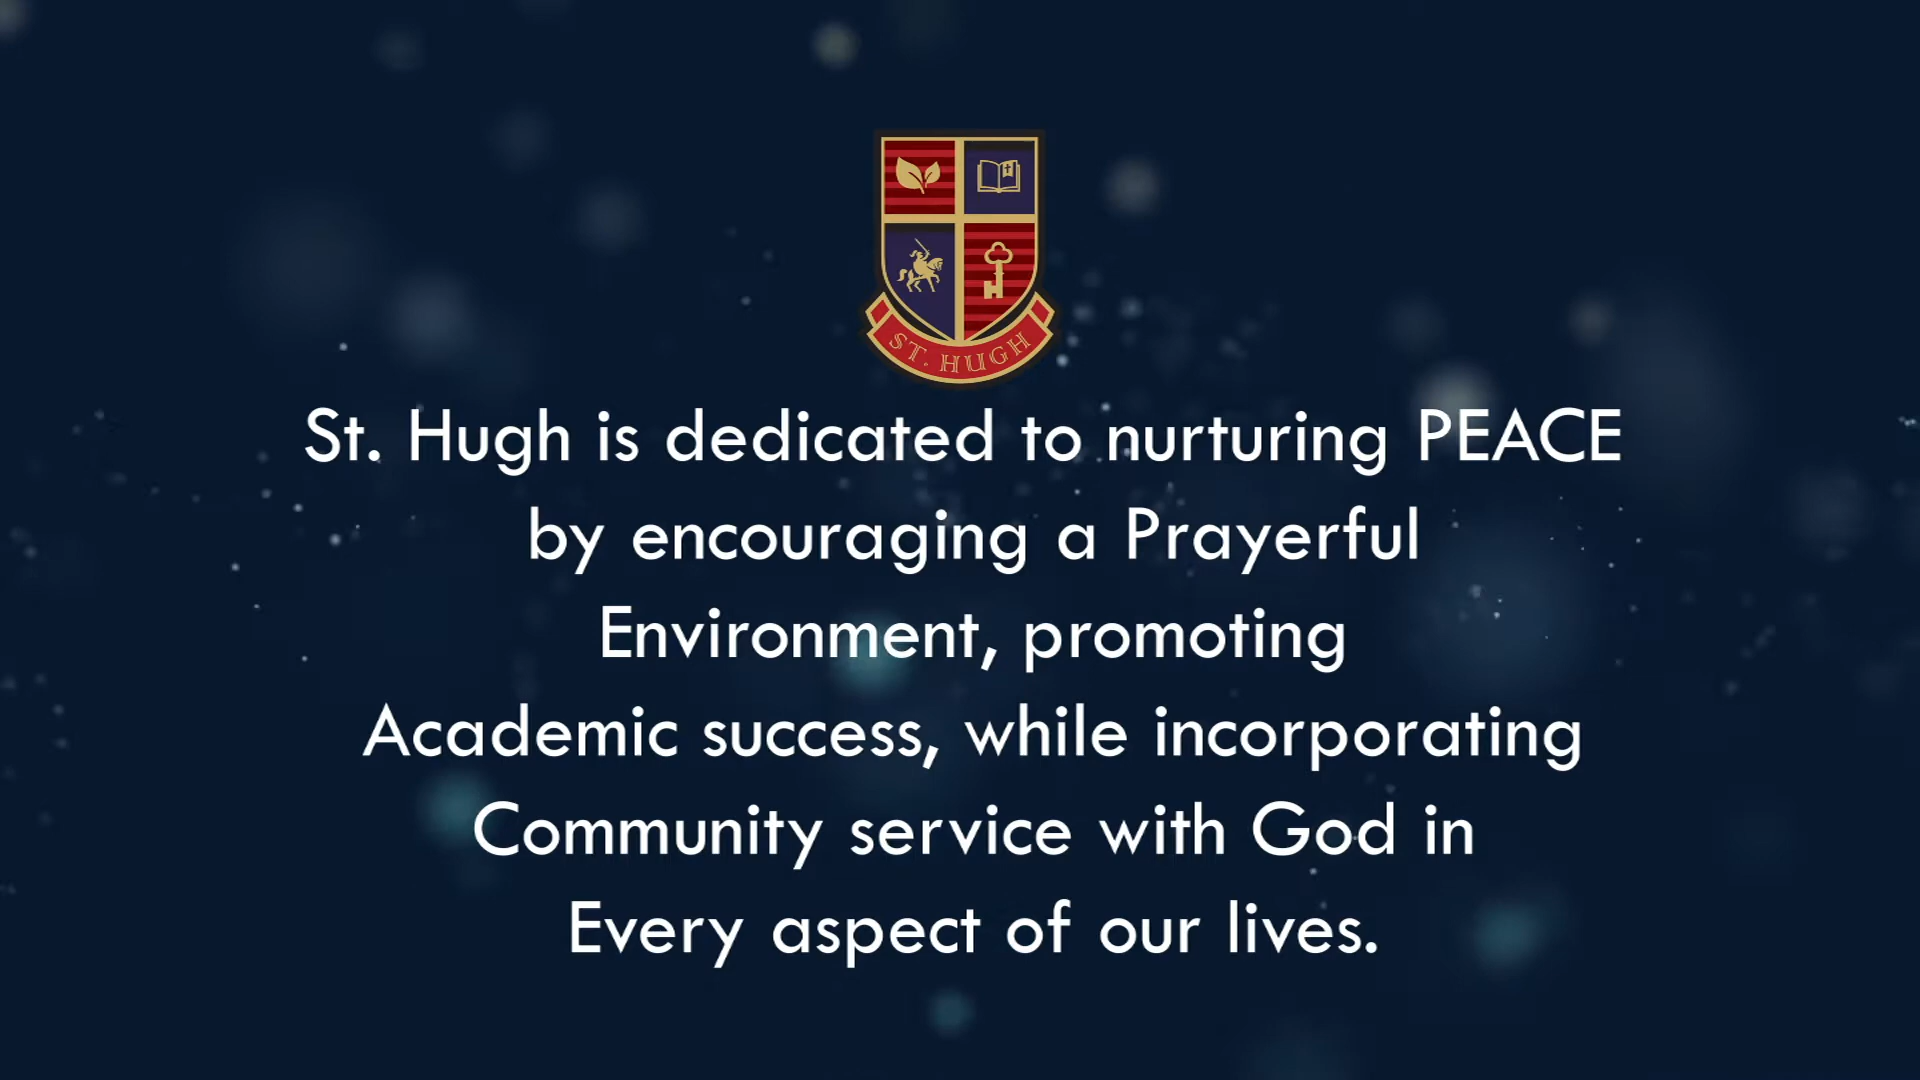 ST. HUGH
St. Hugh is dedicated to nurturing PEACE
by encouraging a Prayerful
Environment, promoting
Academic success, while incorporating
Community service with God in
Every aspect of our lives.